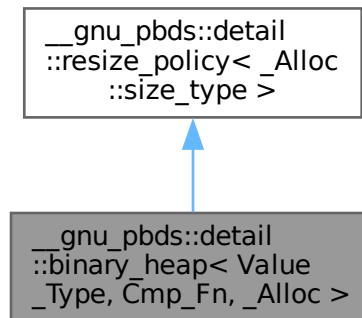 __gnu_pbds::detail
::resize_policy< _Alloc
::size_type >
__gnu_pbds::detail
::binary_heap< Value
_Type, Cmp_Fn, _Alloc >